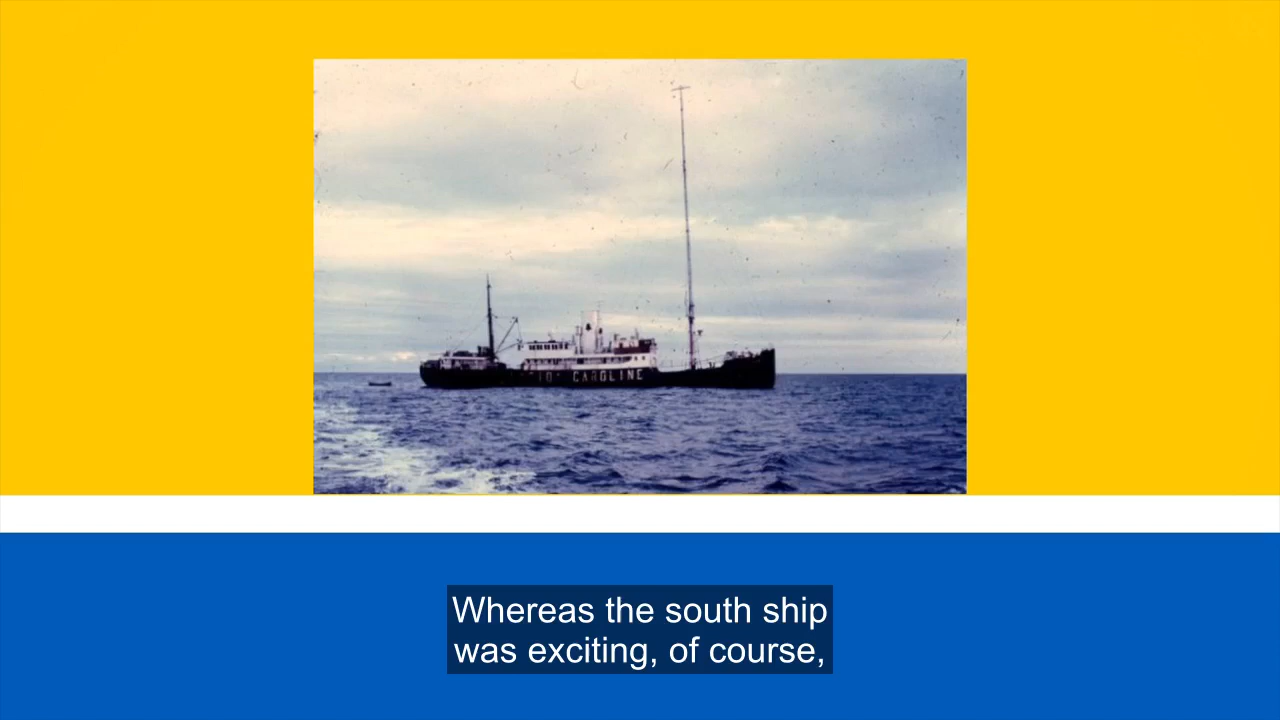 CAROLINE
Whereas the south ship
was exciting, of course,